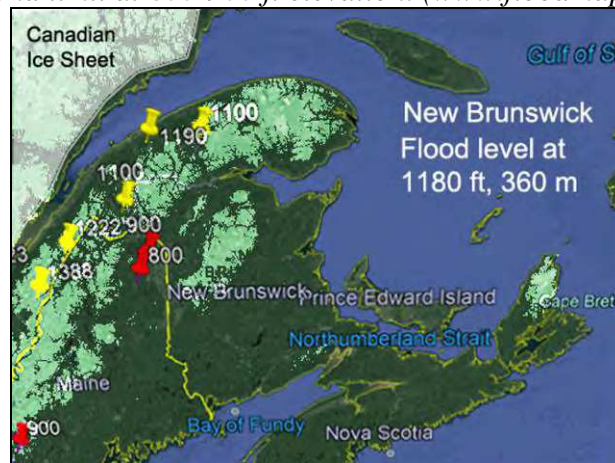 Canadian
Ice Sheet
Gulf of S
New Brunswick
Flood level at
1180 ft, 360 m
1100
1190
1100
1222
900
800
23
1388
New Brunswick
Prince Edward Island
Cape Bret
Northumberland Strait
Maine
900
Bay of Fundy
Nova Scotia